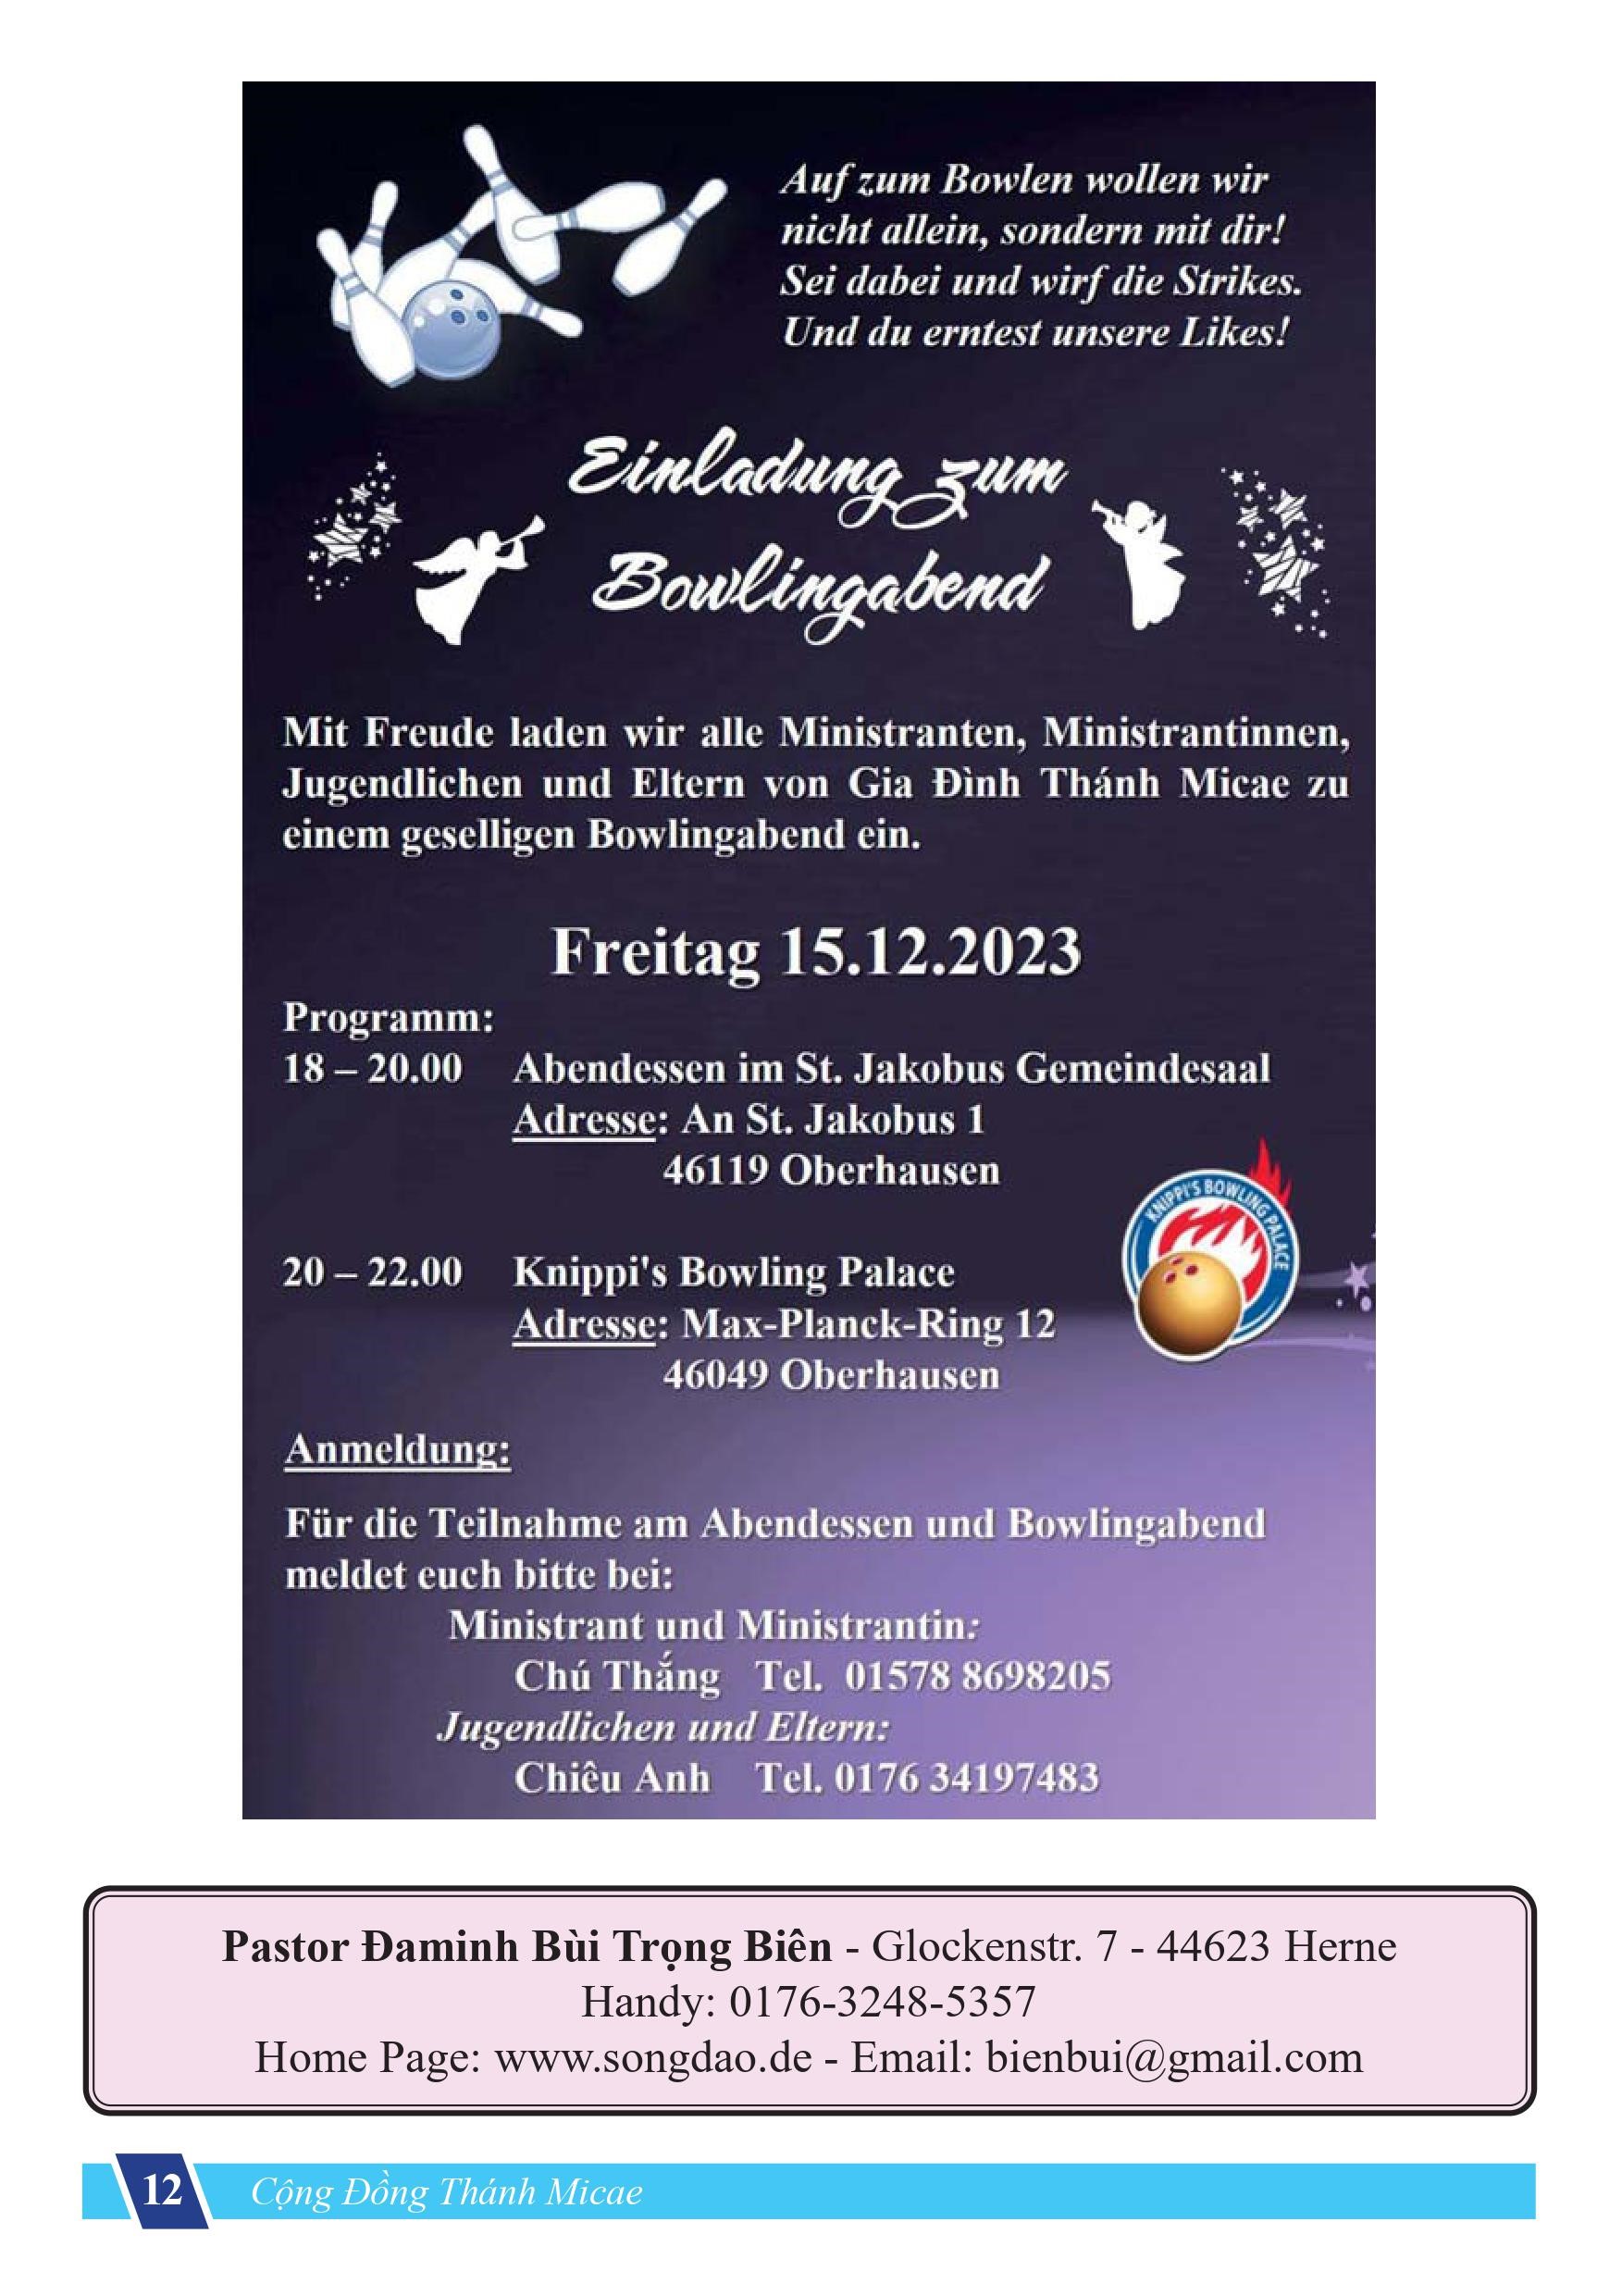 Auf zum Bowlen wollen wir
nicht allein, sondern mit dir!
Sei dabei und wirf die Strikes.
Und du erntest unsere Likes!
Einladung zum
Bowlingabend
Mit Freude laden wir alle Ministranten, Ministrantinnen,
Jugendlichen und Eltern von Gia Đình Thánh Micae zu
einem geselligen Bowlingabend ein.
Freitag 15.12.2023
Programm:
18 – 20.00 Abendessen im St. Jakobus Gemeindesaal
Adresse: An St. Jakobus 1
46119 Oberhausen
KNIPPI'S BOWLING PALACE
20 – 22.00 Knippi's Bowling Palace
Adresse: Max-Planck-Ring 12
46049 Oberhausen
Anmeldung:
Für die Teilnahme am Abendessen und Bowlingabend
meldet euch bitte bei:
Ministrant und Ministrantin:
Chú Thắng Tel. 01578 8698205
Jugendlichen und Eltern:
Chiêu Anh Tel. 0176 34197483
Pastor Đaminh Bùi Trọng Biên - Glockenstr. 7 - 44623 Herne
Handy: 0176-3248-5357
Home Page: www.songdao.de - Email: bienbui@gmail.com
12 Cộng Đồng Thánh Micae